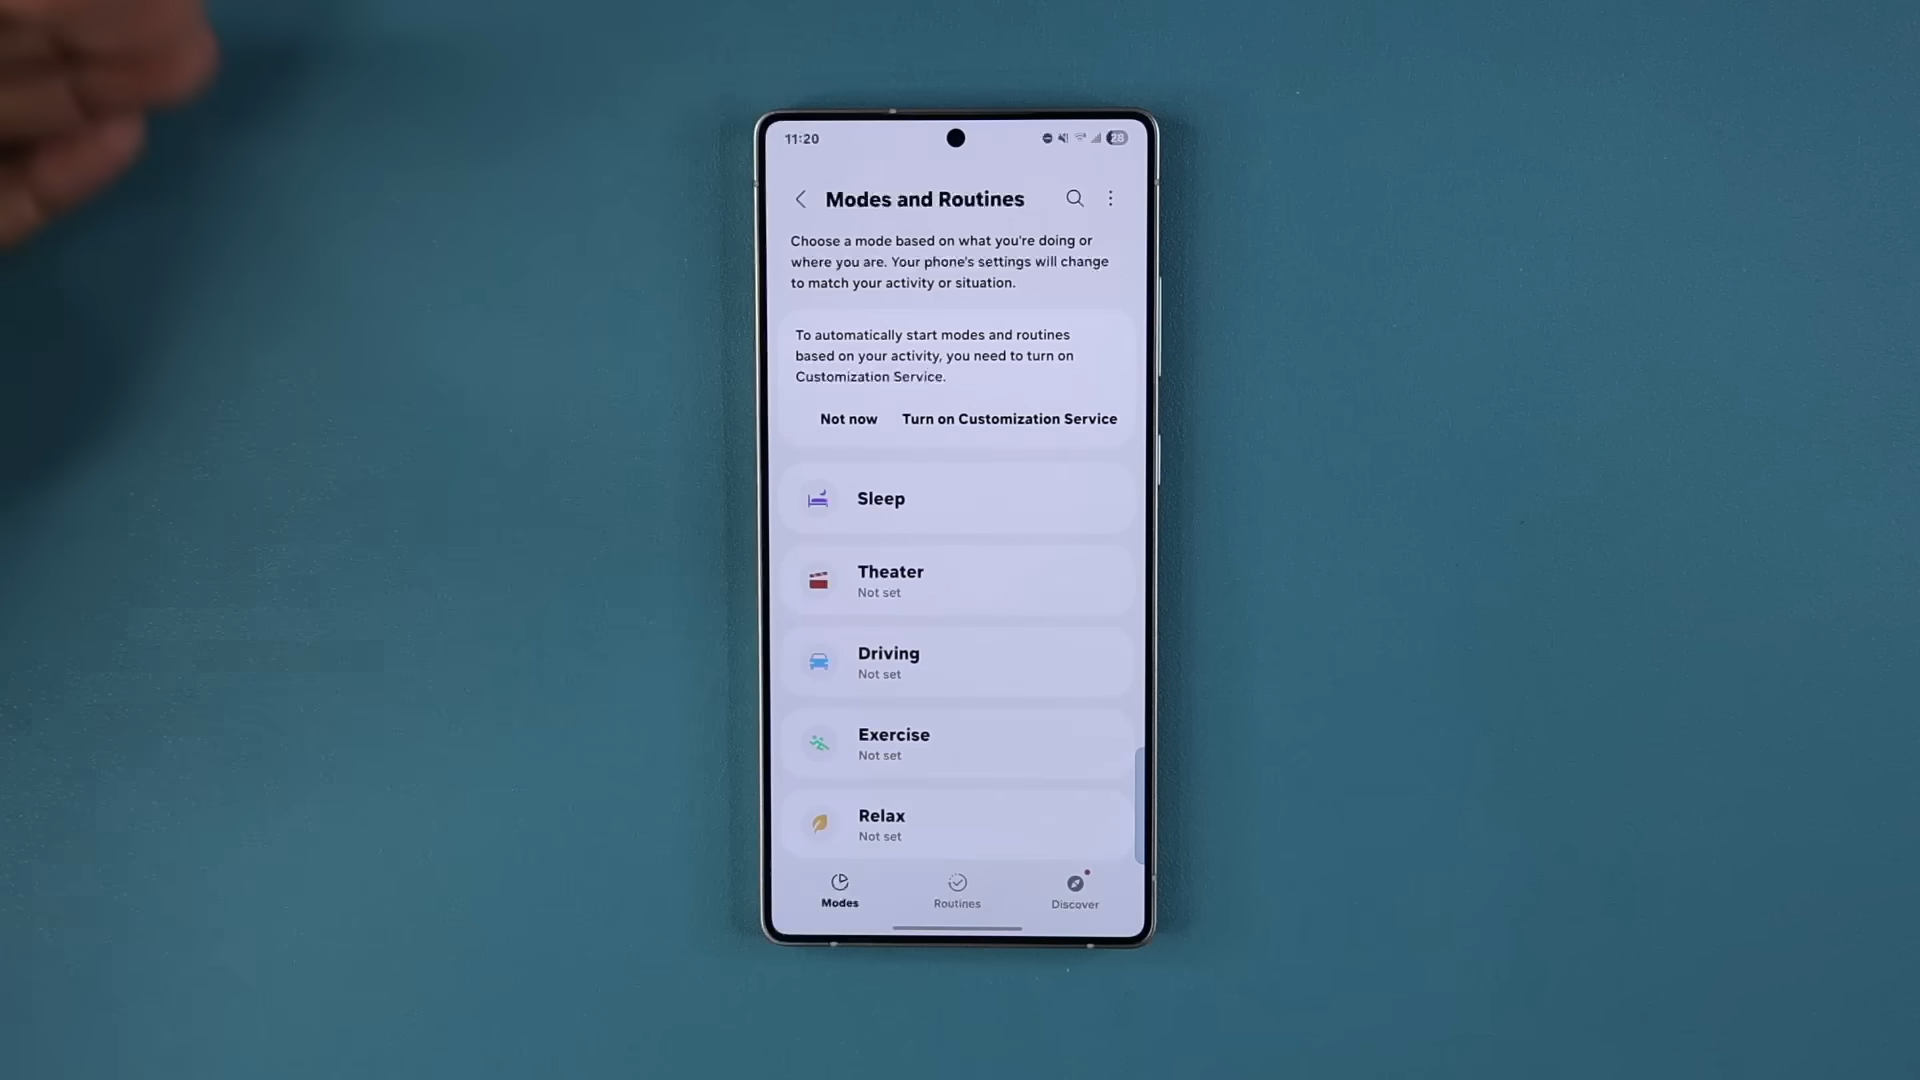 11:20
28
Modes and Routines
Choose a mode based on what you're doing or
where you are. Your phone's settings will change
to match your activity or situation.
To automatically start modes and routines
based on your activity, you need to turn on
Customization Service.
Not now Turn on Customization Service
Sleep
Theater
Not set
Driving
Not set
Exercise
Not set
Relax
Not set
Modes Routines Discover